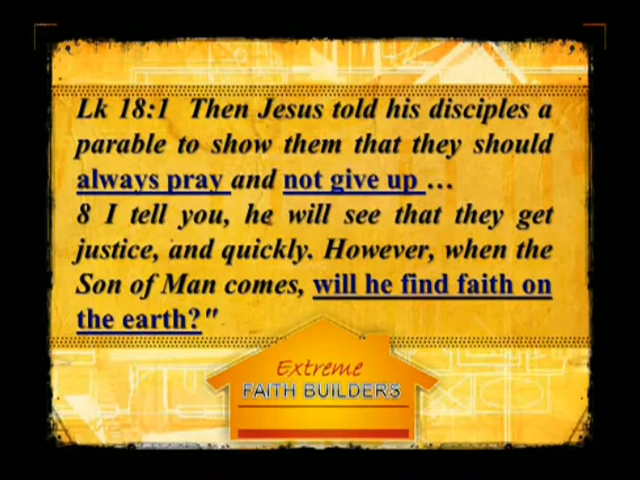 Lk 18:1 Then Jesus told his disciples a
parable to show them that they should
always pray and not give up …
8 I tell you, he will see that they get
justice, and quickly. However, when the
Son of Man comes, will he find faith on
the earth?"
Extreme
FAITH BUILDERS